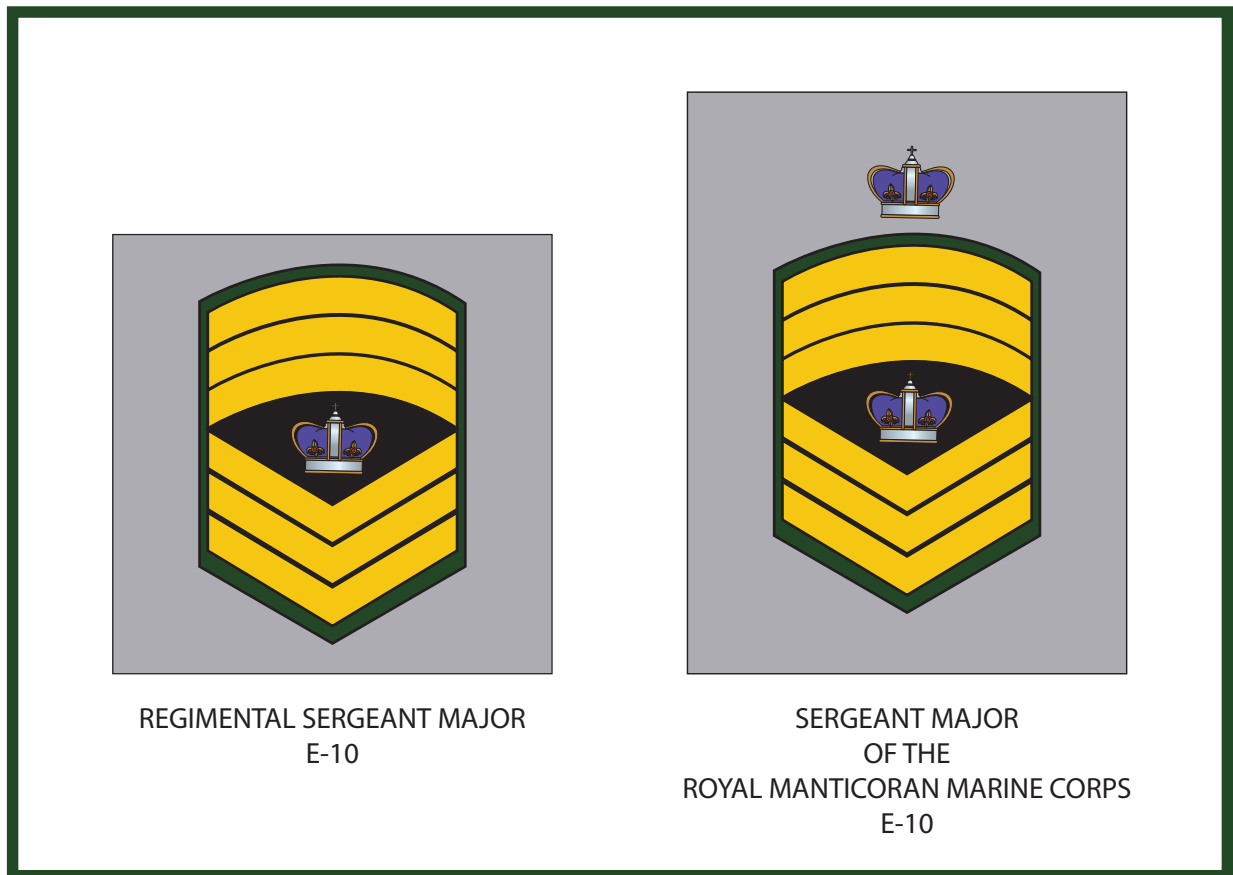 REGIMENTAL SERGEANT MAJOR
E-10
SERGEANT MAJOR
OF THE
ROYAL MANTICORAN MARINE CORPS
E-10